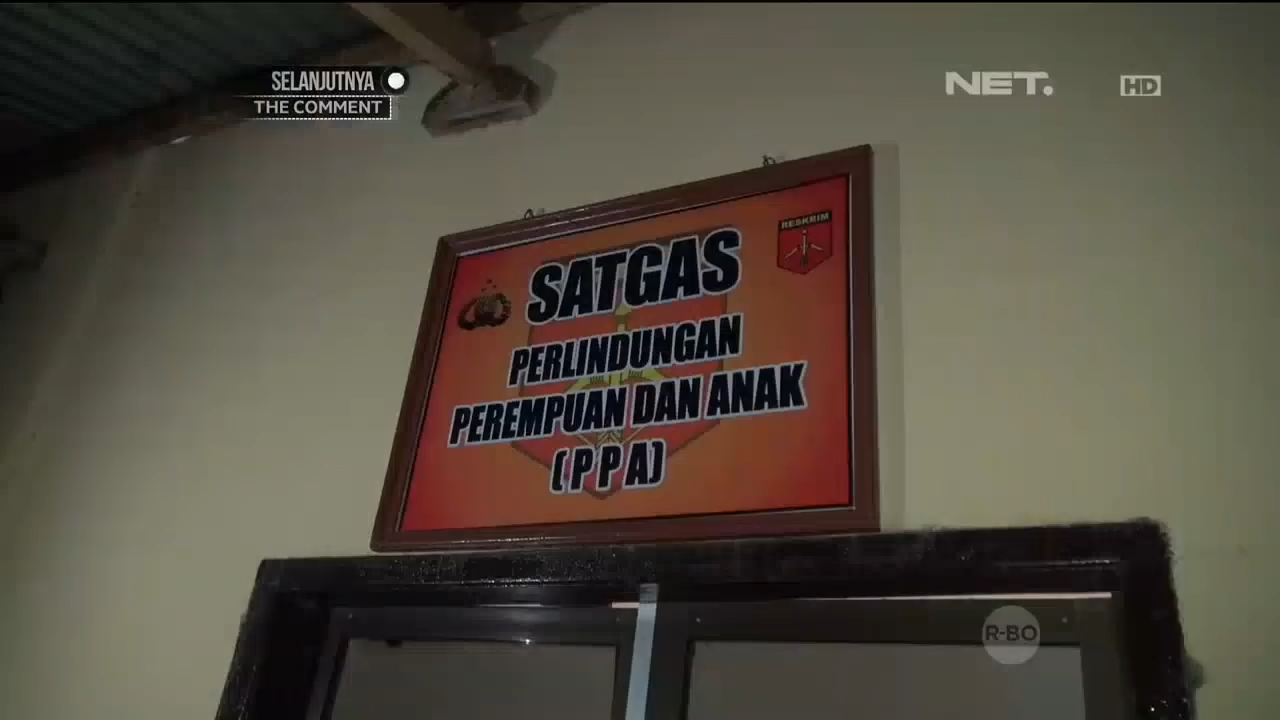 SELANJUTNYA
THE COMMENT
NET.
HD
RESKRIM
SATGAS
PERLINDUNGAN
PEREMPUAN DAN ANAK
(PPA)
R-BO